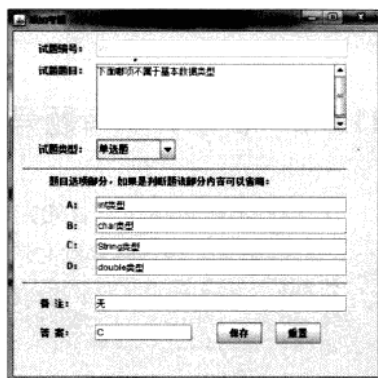 添加专题
试题编号：
试题题目： 下面哪项不属于基本数据类型
试题类型： 单选题
题目选项部分，如果是判断题该部分内容可以省略：
A： int类型
B： char类型
C： String类型
D： double类型
备 注： 无
答 案： C 保存 重置